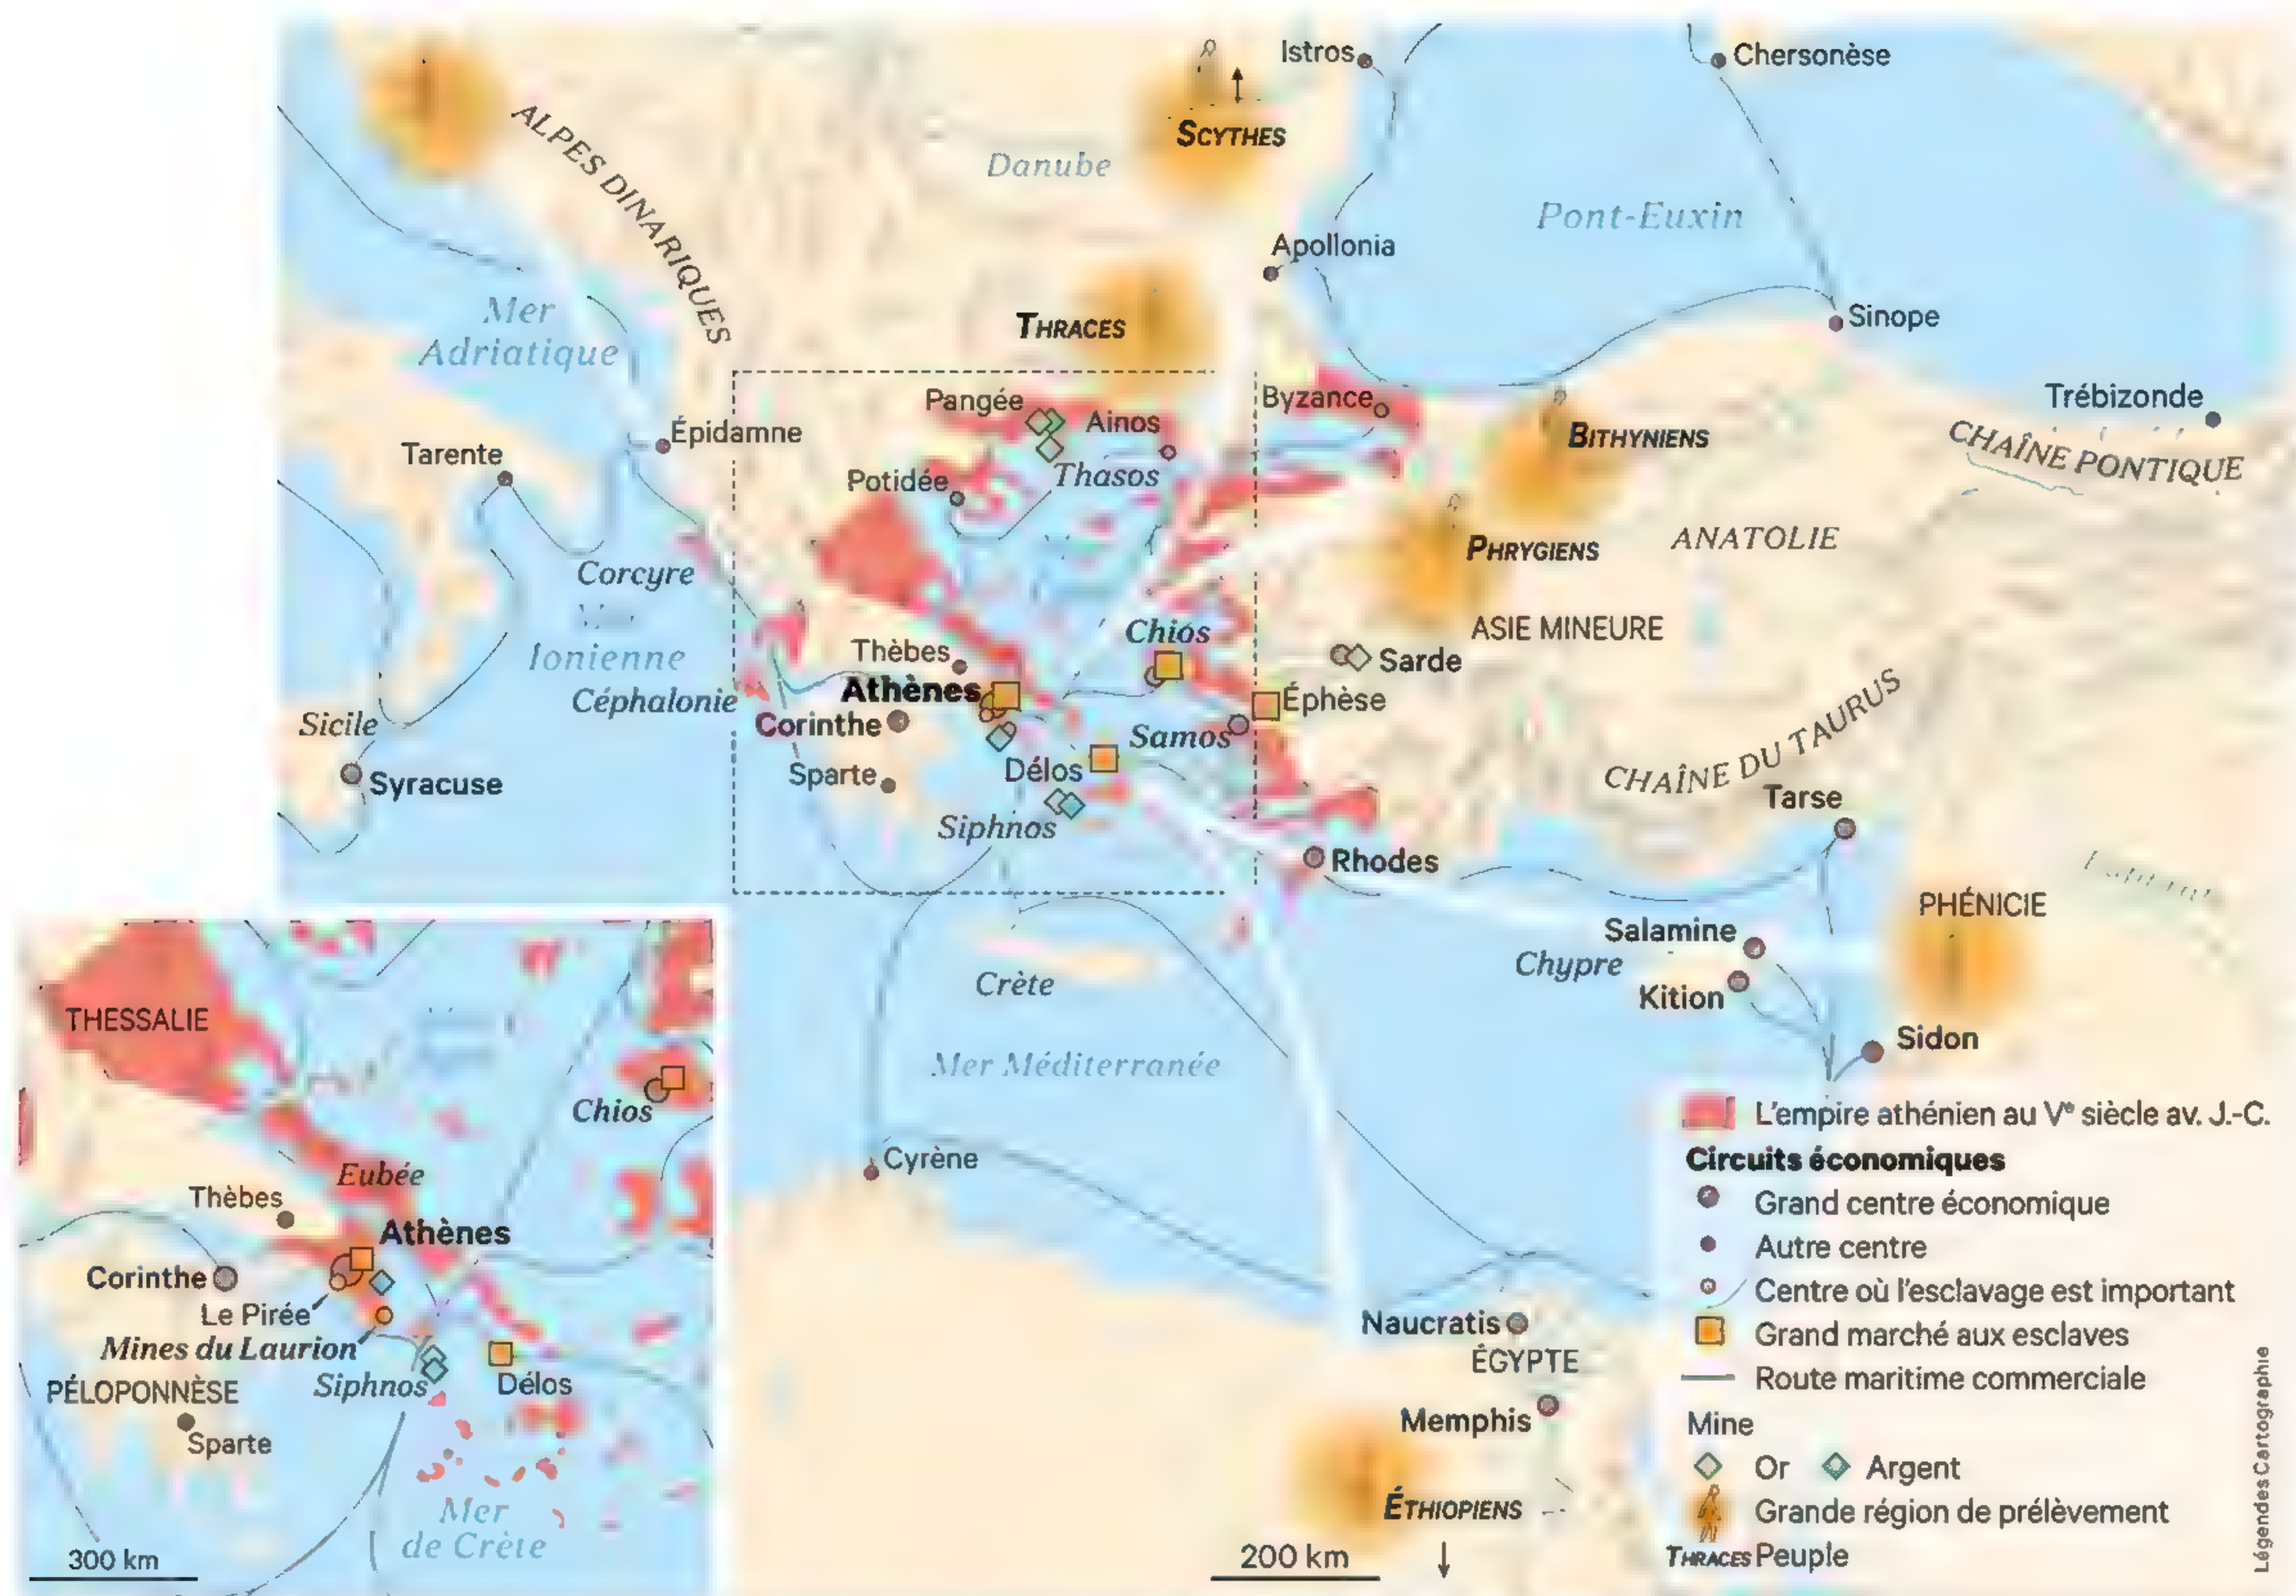 Istros
Chersonèse
SCYTHES
ALPES DINARIQUES
Danube
Pont-Euxin
Apollonia
Mer
Adriatique
THRACES
Sinope
Pangée
Ainos
Byzance
Trébizonde
BITHYNIENS
CHAÎNE PONTIQUE
Épidamne
Tarente
Potidée
Thasos
PHRYGIENS
ANATOLIE
Corcyre
Ionienne
Chios
ASIE MINEURE
Thèbes
Sarde
Athènes
Céphalonie
Éphèse
Corinthe
Samos
Sicile
Syracuse
Sparte
Délos
CHAÎNE DU TAURUS
Tarse
Siphnos
Rhodes
PHÉNICIE
Salamine
Chypre
Kition
Crète
Sidon
Mer Méditerranée
Cyrène
Naucratis
ÉGYPTE
Memphis
ÉTHIOPIENS
200 km
THESSALIE
Chios
Eubée
Thèbes
Athènes
Corinthe
Le Pirée
Mines du Laurion
PÉLOPONNÈSE
Siphnos
Délos
Sparte
Mer
de Crète
300 km
L'empire athénien au Ve siècle av. J.-C.
Circuits économiques
Grand centre économique
Autre centre
Centre où l'esclavage est important
Grand marché aux esclaves
Route maritime commerciale
Mine
Or Argent
Grande région de prélèvement
THRACES Peuple
Légendes Cartographie